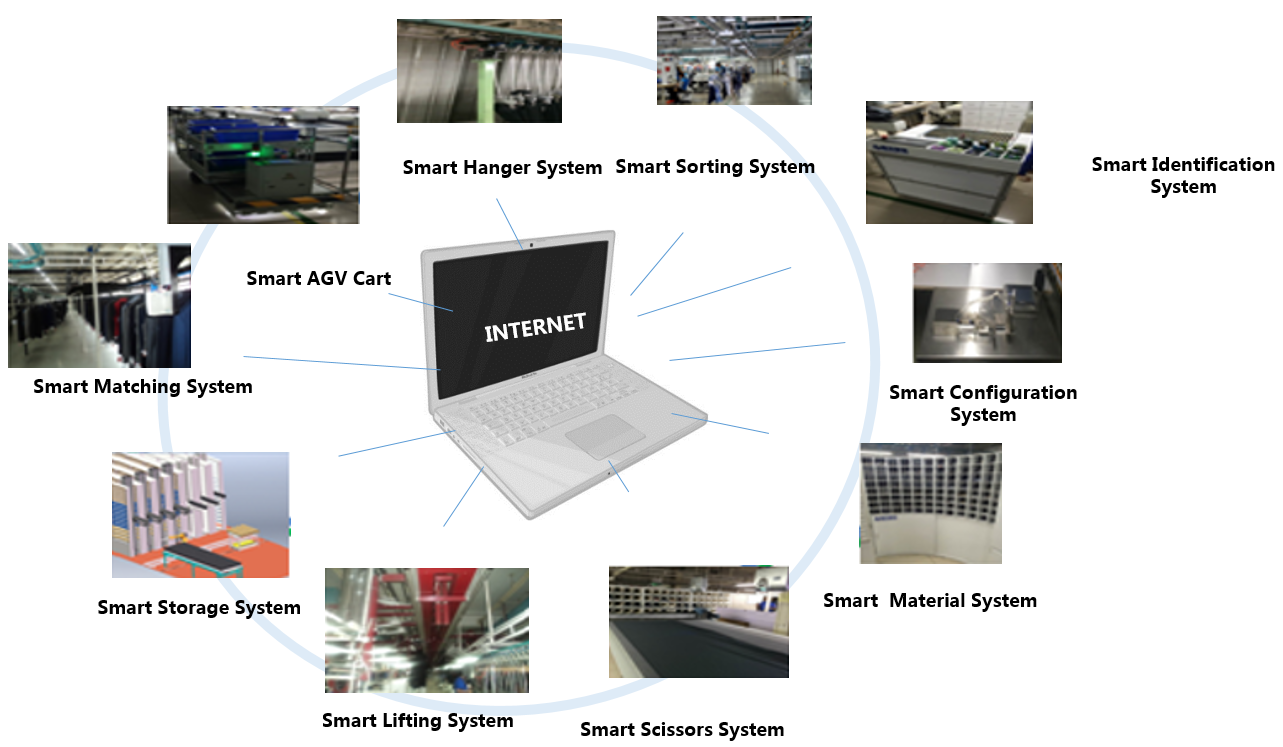 Smart Hanger System
Smart Sorting System
Smart Identification
System
Smart AGV Cart
INTERNET
Smart Matching System
Smart Configuration
System
Smart Storage System
Smart  Material System
Smart Lifting System
Smart Scissors System